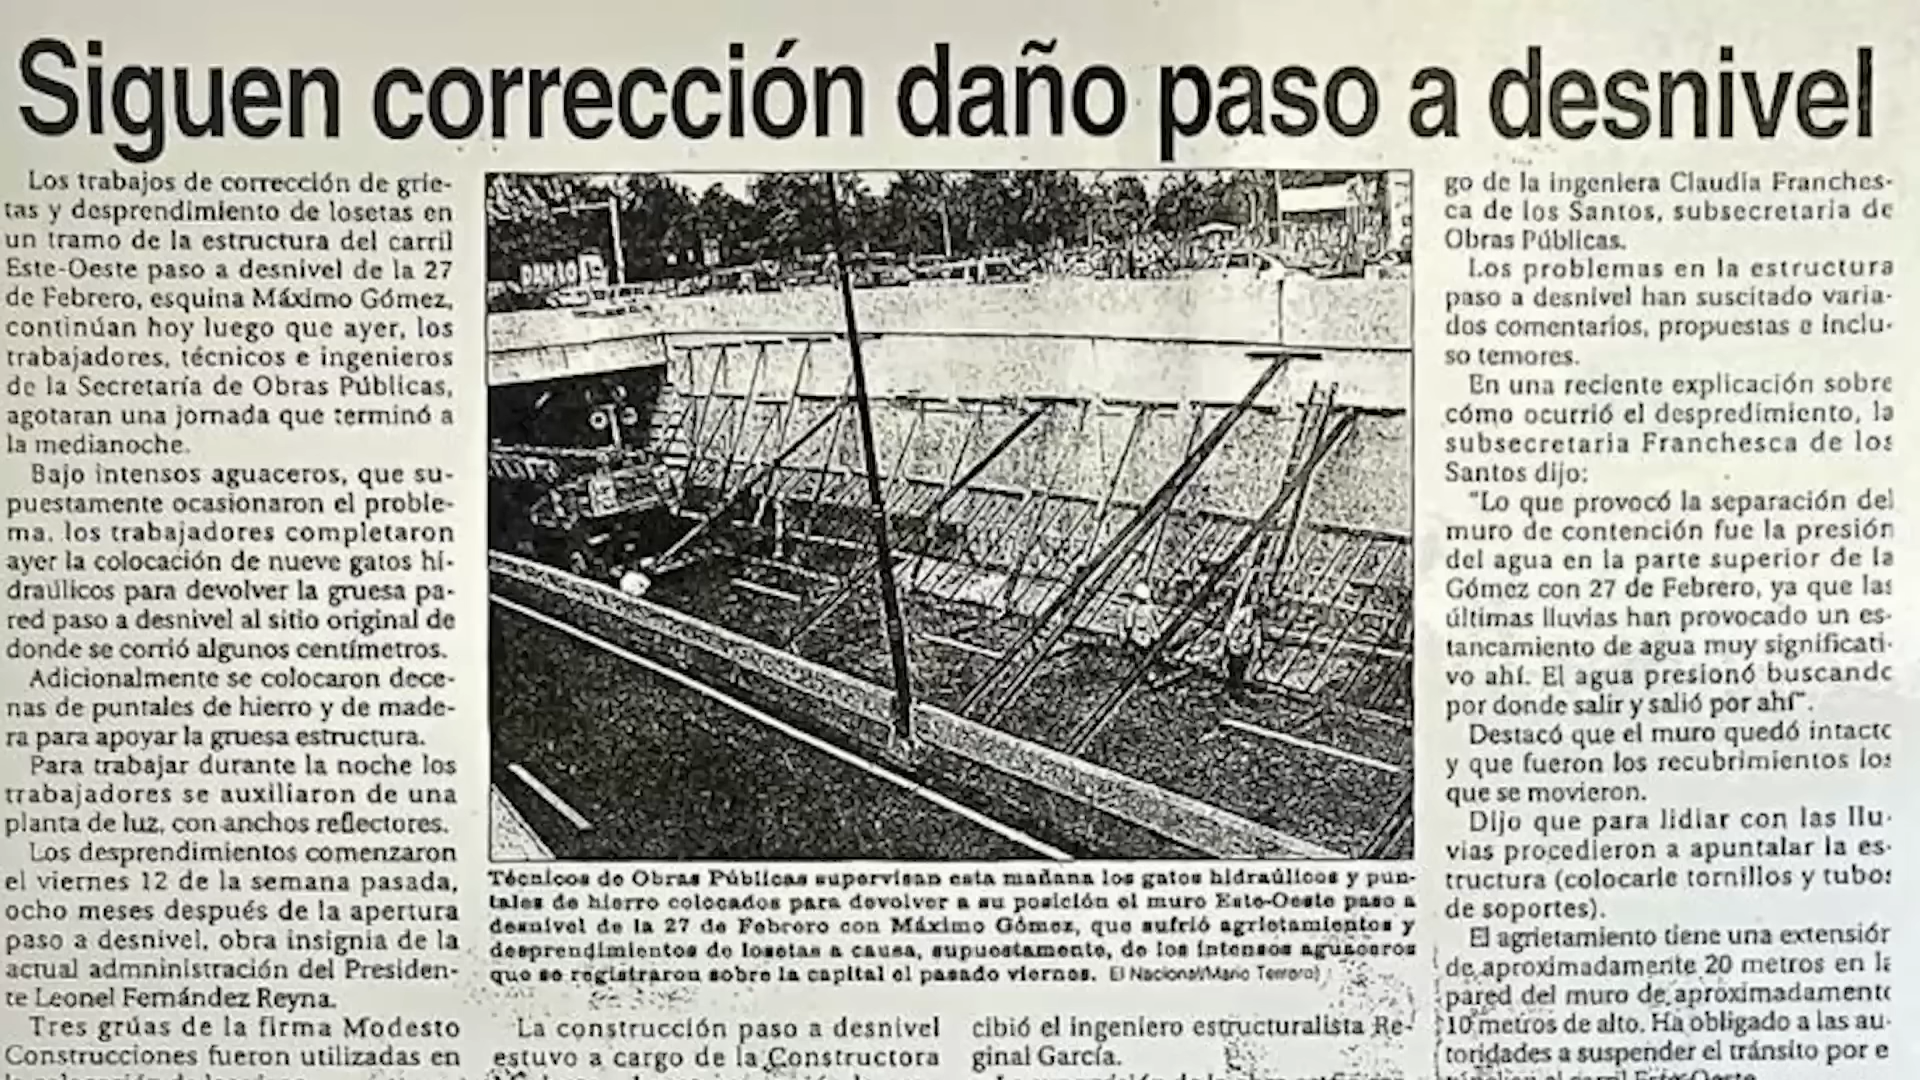 Siguen corrección daño paso a desnivel
Los trabajos de corrección de grie-
tas y desprendimiento de losetas en
un tramo de la estructura del carril
Este-Oeste paso a desnivel de la 27
de Febrero, esquina Máximo Gómez,
continúan hoy luego que ayer, los
trabajadores, técnicos e ingenieros
de la Secretaría de Obras Públicas,
agotaran una jornada que terminó a
la medianoche.
Bajo intensos aguaceros, que su-
puestamente ocasionaron el proble-
ma, los trabajadores completaron
ayer la colocación de nueve gatos hi-
draúlicos para devolver la gruesa pa-
red paso a desnivel al sitio original de
donde se corrió algunos centímetros.
Adicionalmente se colocaron dece-
nas de puntales de hierro y de made-
ra para apoyar la gruesa estructura.
Para trabajar durante la noche los
trabajadores se auxiliaron de una
planta de luz, con anchos reflectores.
Los desprendimientos comenzaron
el viernes 12 de la semana pasada,
ocho meses después de la apertura
paso a desnivel, obra insignia de la
actual admninistración del Presiden-
te Leonel Fernández Reyna.
Tres grúas de la firma Modesto
Construcciones fueron utilizadas en
Técnicos de Obras Públicas supervisan esta mañana los gatos hidraúlicos y pun-
tales de hierro colocados para devolver a su posición el muro Este-Oeste paso a
desnivel de la 27 de Febrero con Máximo Gómez, que sufrió agrietamientos y
desprendimientos de losetas a causa, supuestamente, de los intensos aguaceros
que se registraron sobre la capital el pasado viernes. El Nacional/Mario Terrero)
La construcción paso a desnivel
estuvo a cargo de la Constructora
cibió el ingeniero estructuralista Re-
ginal García.
go de la ingeniera Claudia Franches-
ca de los Santos, subsecretaria de
Obras Públicas.
Los problemas en la estructura
paso a desnivel han suscitado varia-
dos comentarios, propuestas e inclu-
so temores.
En una reciente explicación sobre
cómo ocurrió el despredimiento, la
subsecretaria Franchesca de los
Santos dijo:
"Lo que provocó la separación del
muro de contención fue la presión
del agua en la parte superior de la
Gómez con 27 de Febrero, ya que las
últimas lluvias han provocado un es-
tancamiento de agua muy significati-
vo ahí. El agua presionó buscando
por donde salir y salió por ahí".
Destacó que el muro quedó intacto
y que fueron los recubrimientos los
que se movieron.
Dijo que para lidiar con las llu-
vias procedieron a apuntalar la es-
tructura (colocarle tornillos y tubos
de soportes).
El agrietamiento tiene una extensión
de aproximadamente 20 metros en la
pared del muro de aproximadamente
10 metros de alto. Ha obligado a las au-
toridades a suspender el tránsito por e